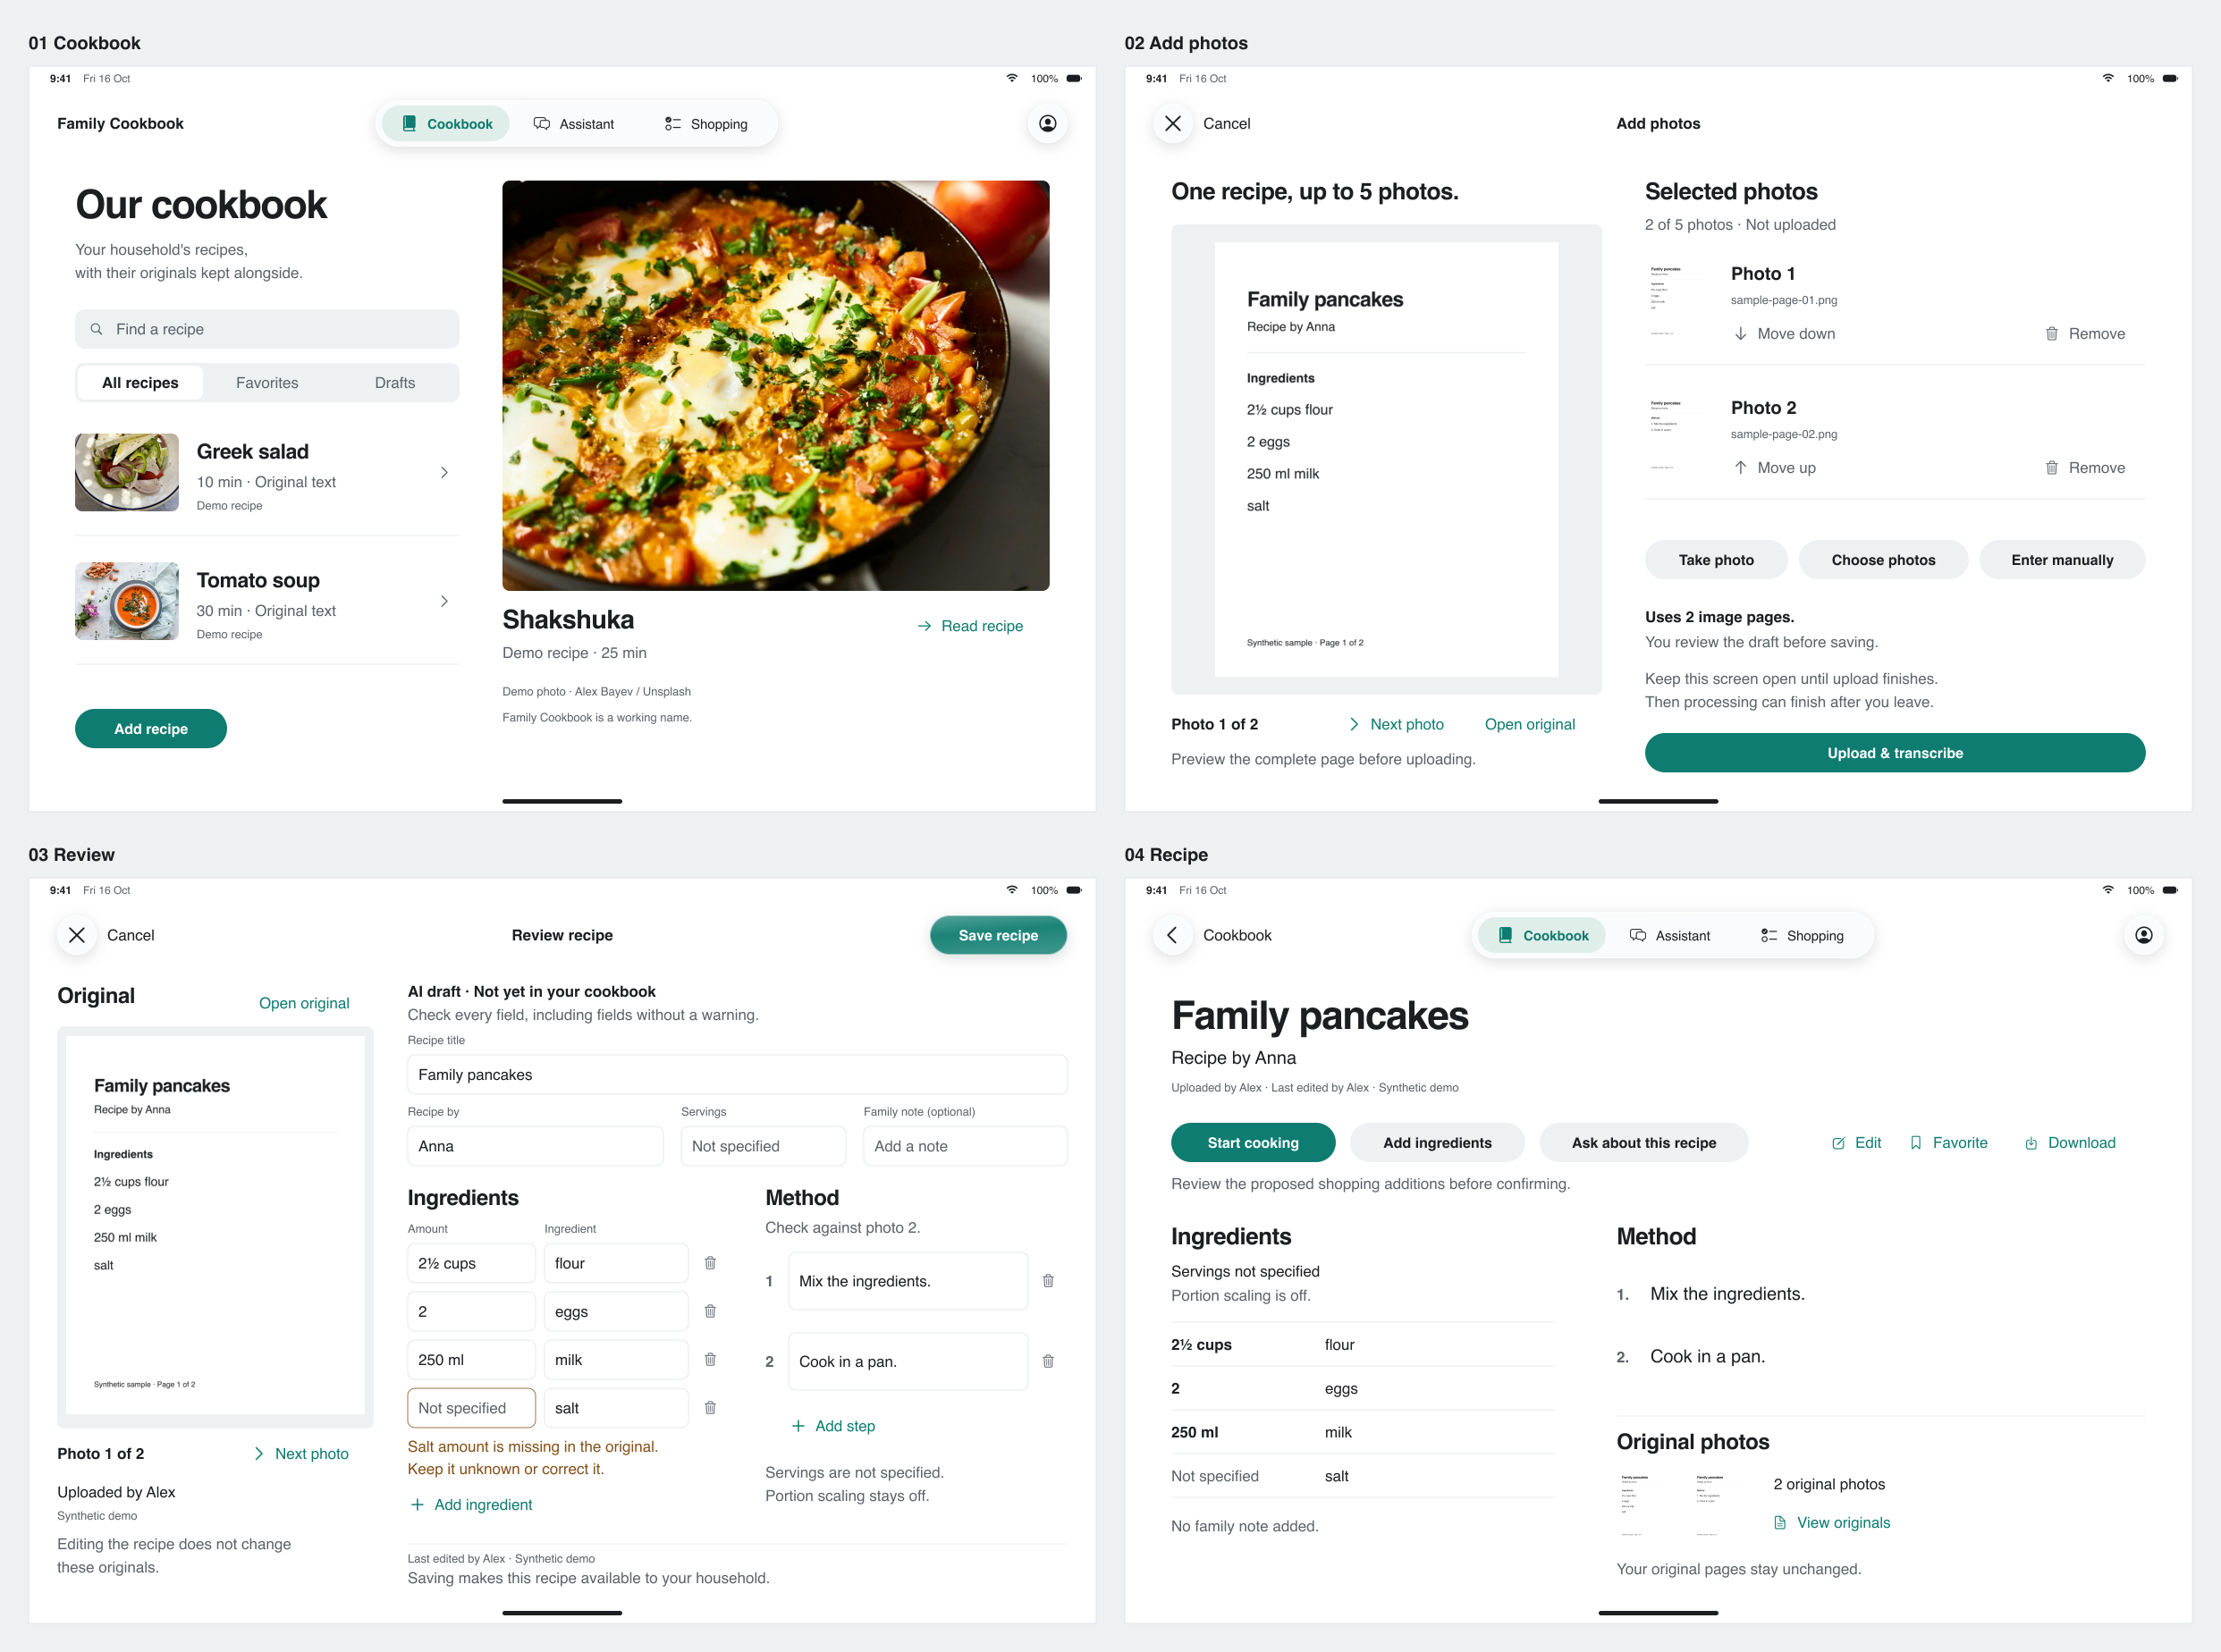 01 Cookbook
9:41 Fri 16 Oct 100%
Family Cookbook
Cookbook Assistant Shopping
Our cookbook
Your household's recipes,
with their originals kept alongside.
Find a recipe
All recipes Favorites Drafts
Greek salad
10 min · Original text
Demo recipe
Tomato soup
30 min · Original text
Demo recipe
Add recipe
Shakshuka
Read recipe
Demo recipe · 25 min
Demo photo · Alex Bayev / Unsplash
Family Cookbook is a working name.
02 Add photos
9:41 Fri 16 Oct 100%
Cancel
Add photos
One recipe, up to 5 photos.
Family pancakes
Recipe by Anna
Ingredients
2½ cups flour
2 eggs
250 ml milk
salt
Synthetic sample · Page 1 of 2
Photo 1 of 2 Next photo Open original
Preview the complete page before uploading.
Selected photos
2 of 5 photos · Not uploaded
Photo 1
sample-page-01.png
Move down Remove
Photo 2
sample-page-02.png
Move up Remove
Take photo Choose photos Enter manually
Uses 2 image pages.
You review the draft before saving.
Keep this screen open until upload finishes.
Then processing can finish after you leave.
Upload & transcribe
03 Review
9:41 Fri 16 Oct 100%
Cancel Review recipe Save recipe
Original Open original
Family pancakes
Recipe by Anna
Ingredients
2½ cups flour
2 eggs
250 ml milk
salt
Synthetic sample · Page 1 of 2
Photo 1 of 2 Next photo
Uploaded by Alex
Synthetic demo
Editing the recipe does not change
these originals.
AI draft · Not yet in your cookbook
Check every field, including fields without a warning.
Recipe title
Family pancakes
Recipe by Servings Family note (optional)
Anna Not specified Add a note
Ingredients
Amount Ingredient
2½ cups flour
2 eggs
250 ml milk
Not specified salt
Salt amount is missing in the original.
Keep it unknown or correct it.
Add ingredient
Method
Check against photo 2.
1 Mix the ingredients.
2 Cook in a pan.
Add step
Servings are not specified.
Portion scaling stays off.
Last edited by Alex · Synthetic demo
Saving makes this recipe available to your household.
04 Recipe
9:41 Fri 16 Oct 100%
Cookbook
Cookbook Assistant Shopping
Family pancakes
Recipe by Anna
Uploaded by Alex · Last edited by Alex · Synthetic demo
Start cooking Add ingredients Ask about this recipe Edit Favorite Download
Review the proposed shopping additions before confirming.
Ingredients
Servings not specified
Portion scaling is off.
2½ cups flour
2 eggs
250 ml milk
Not specified salt
No family note added.
Method
1. Mix the ingredients.
2. Cook in a pan.
Original photos
Family pancakes
Family pancakes
2 original photos
View originals
Your original pages stay unchanged.